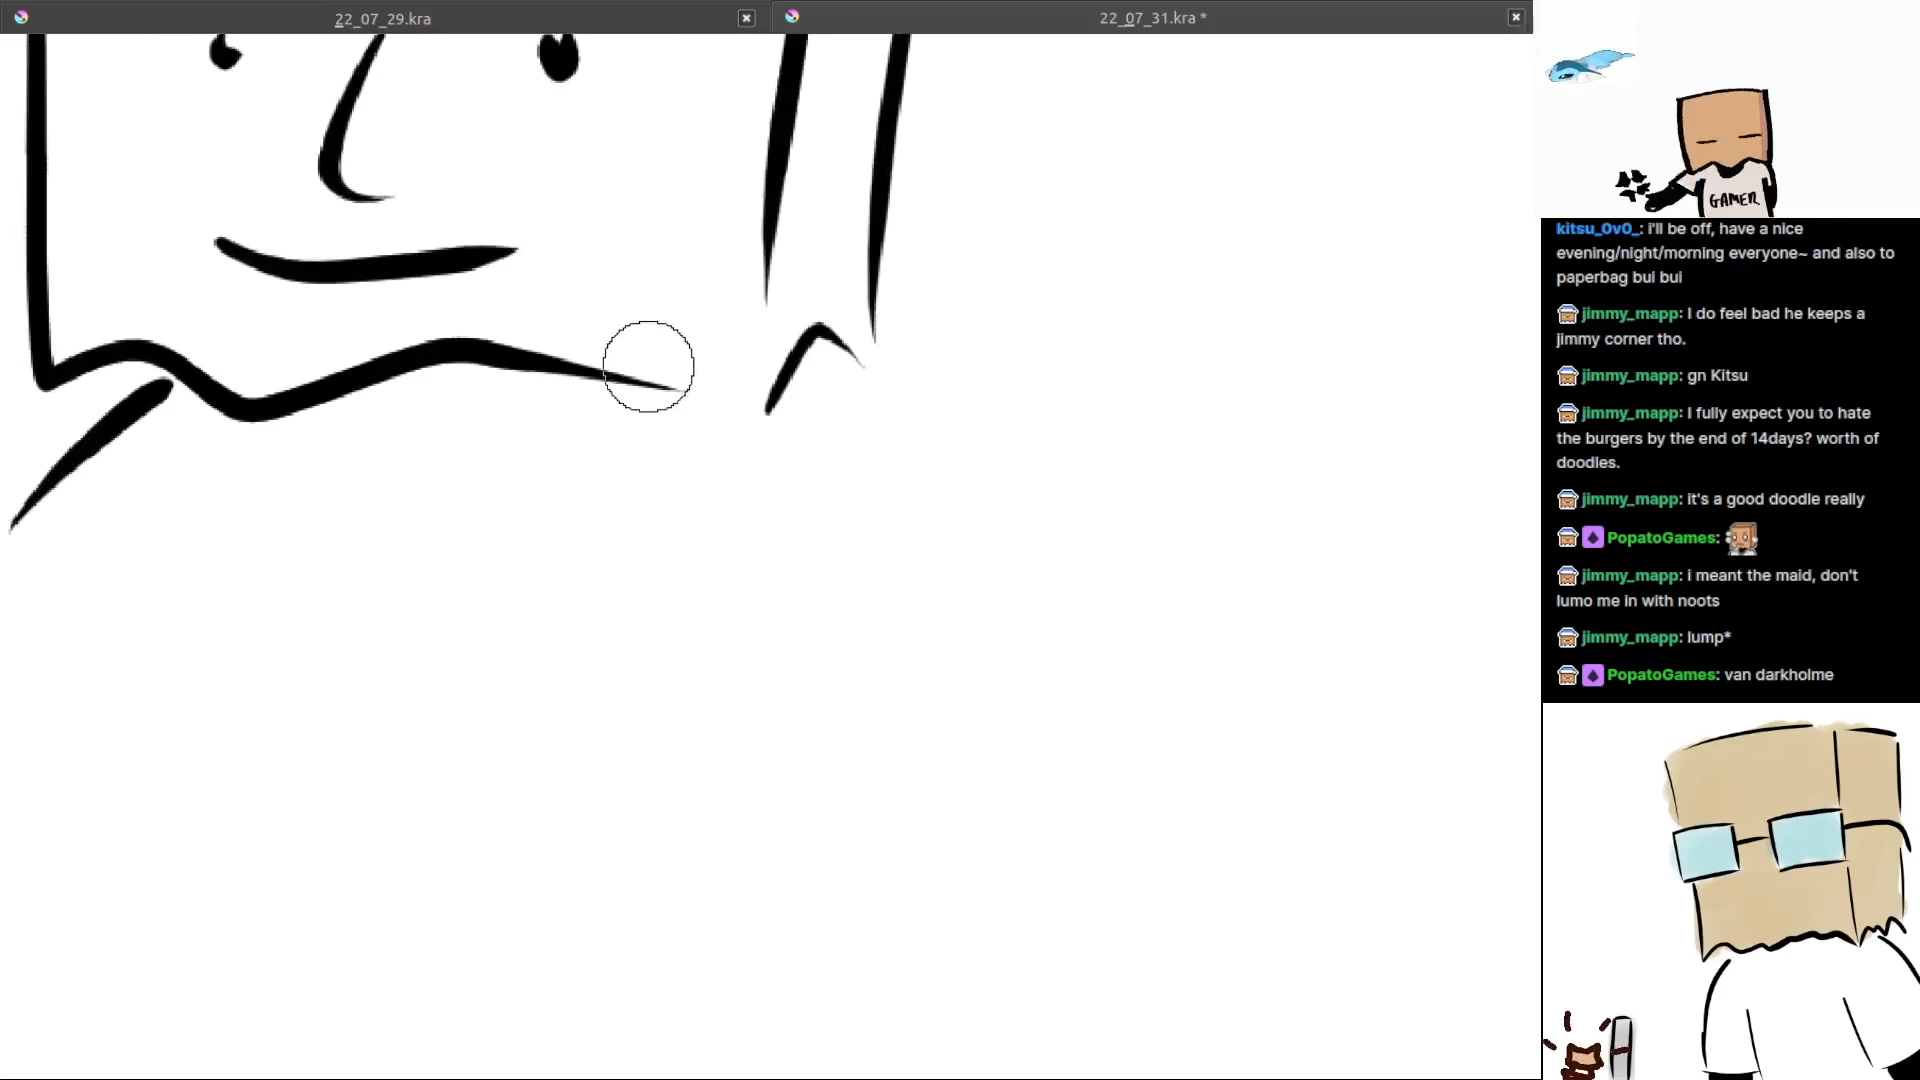 22_07_29.kra
22_07_31.kra *
GAMER
kitsu_0v0_: i'll be off, have a nice
evening/night/morning everyone~ and also to
paperbag bui bui
jimmy_mapp: I do feel bad he keeps a
jimmy corner tho.
jimmy_mapp: gn Kitsu
jimmy_mapp: I fully expect you to hate
the burgers by the end of 14days? worth of
doodles.
jimmy_mapp: it's a good doodle really
PopatoGames:
jimmy_mapp: i meant the maid, don't
lumo me in with noots
jimmy_mapp: lump*
PopatoGames: van darkholme